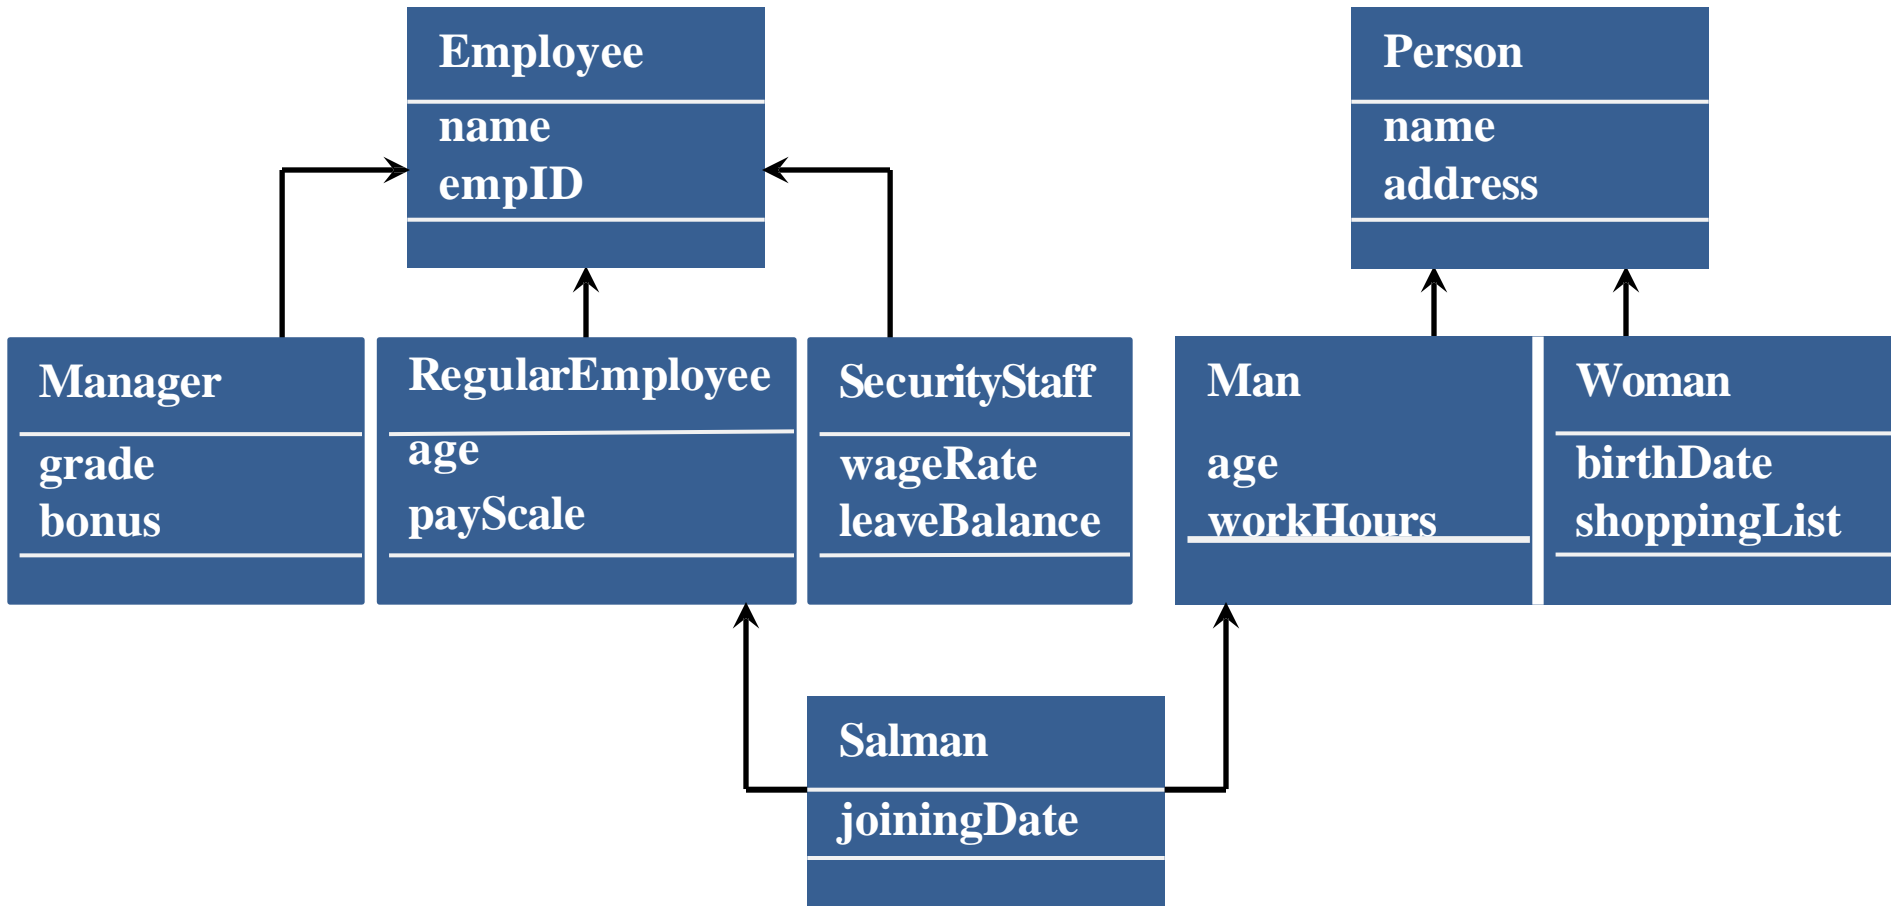 Employee
name
empID
Person
name
address
Manager
grade
bonus
RegularEmployee
age
payScale
SecurityStaff
wageRate
leaveBalance
Man
age
workHours
Woman
birthDate
shoppingList
Salman
joiningDate